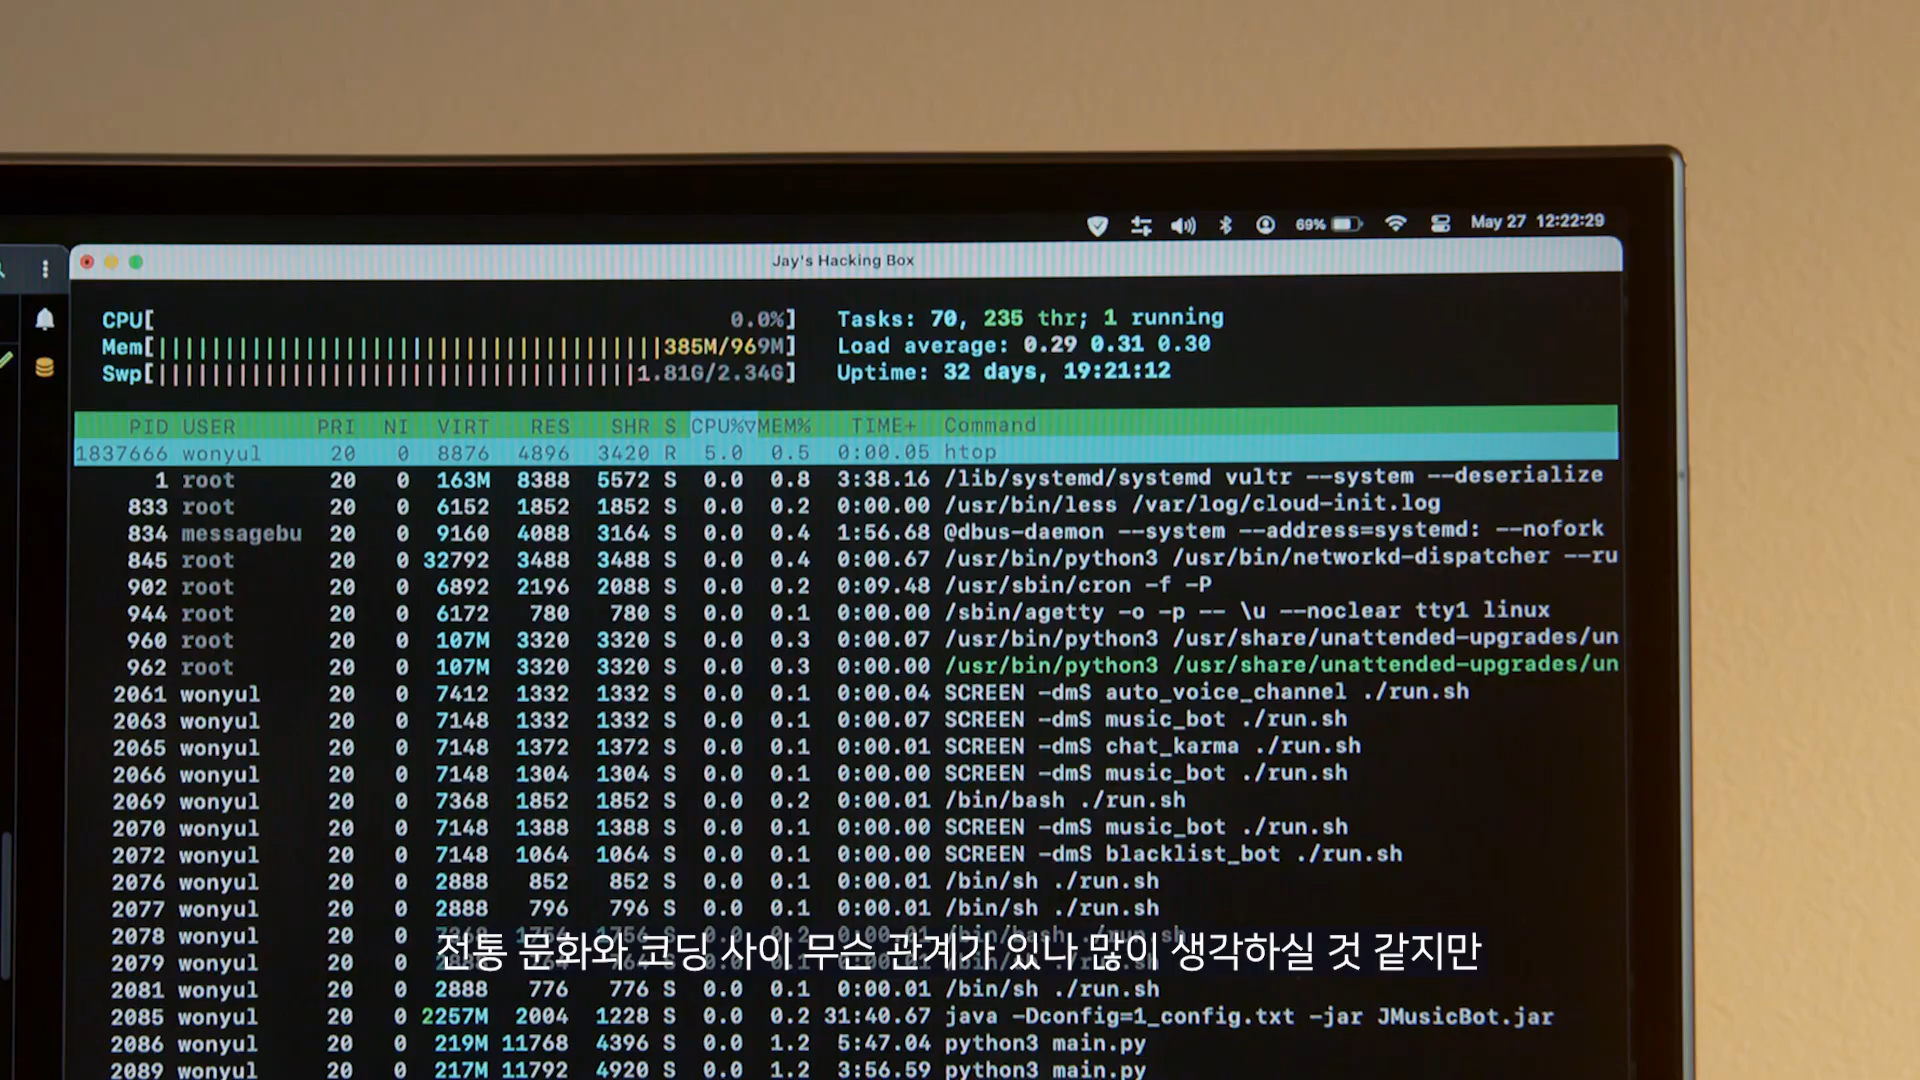 69% May 27 12:22:29
Jay's Hacking Box
CPU[ 0.0%] Tasks: 70, 235 thr; 1 running
Mem[||||||||||||||||||||||||||||||||||||||385M/969M] Load average: 0.29 0.31 0.30
Swp[||||||||||||||||||||||||||||||||||||1.81G/2.34G] Uptime: 32 days, 19:21:12
PID USER PRI NI VIRT RES SHR S CPU%▽MEM% TIME+ Command
1837666 wonyul 20 0 8876 4896 3420 R 5.0 0.5 0:00.05 htop
1 root 20 0 163M 8388 5572 S 0.0 0.8 3:38.16 /lib/systemd/systemd vultr --system --deserialize
833 root 20 0 6152 1852 1852 S 0.0 0.2 0:00.00 /usr/bin/less /var/log/cloud-init.log
834 messagebu 20 0 9160 4088 3164 S 0.0 0.4 1:56.68 @dbus-daemon --system --address=systemd: --nofork
845 root 20 0 32792 3488 3488 S 0.0 0.4 0:00.67 /usr/bin/python3 /usr/bin/networkd-dispatcher --ru
902 root 20 0 6892 2196 2088 S 0.0 0.2 0:09.48 /usr/sbin/cron -f -P
944 root 20 0 6172 780 780 S 0.0 0.1 0:00.00 /sbin/agetty -o -p -- \u --noclear tty1 linux
960 root 20 0 107M 3320 3320 S 0.0 0.3 0:00.07 /usr/bin/python3 /usr/share/unattended-upgrades/un
962 root 20 0 107M 3320 3320 S 0.0 0.3 0:00.00 /usr/bin/python3 /usr/share/unattended-upgrades/un
2061 wonyul 20 0 7412 1332 1332 S 0.0 0.1 0:00.04 SCREEN -dmS auto_voice_channel ./run.sh
2063 wonyul 20 0 7148 1332 1332 S 0.0 0.1 0:00.07 SCREEN -dmS music_bot ./run.sh
2065 wonyul 20 0 7148 1372 1372 S 0.0 0.1 0:00.01 SCREEN -dmS chat_karma ./run.sh
2066 wonyul 20 0 7148 1304 1304 S 0.0 0.1 0:00.00 SCREEN -dmS music_bot ./run.sh
2069 wonyul 20 0 7368 1852 1852 S 0.0 0.2 0:00.01 /bin/bash ./run.sh
2070 wonyul 20 0 7148 1388 1388 S 0.0 0.1 0:00.00 SCREEN -dmS music_bot ./run.sh
2072 wonyul 20 0 7148 1064 1064 S 0.0 0.1 0:00.00 SCREEN -dmS blacklist_bot ./run.sh
2076 wonyul 20 0 2888 852 852 S 0.0 0.1 0:00.01 /bin/sh ./run.sh
2077 wonyul 20 0 2888 796 796 S 0.0 0.1 0:00.01 /bin/sh ./run.sh
2078 wonyul 20 0
전통 문화와 코딩 사이 무슨 관계가 있나 많이 생각하실 것 같지만
2079 wonyul 20 0
2081 wonyul 20 0 2888 776 776 S 0.0 0.1 0:00.01 /bin/sh ./run.sh
2085 wonyul 20 0 2257M 2004 1228 S 0.0 0.2 31:40.67 java -Dconfig=1_config.txt -jar JMusicBot.jar
2086 wonyul 20 0 219M 11768 4396 S 0.0 1.2 5:47.04 python3 main.py
2089 wonyul 20 0 217M 11792 4920 S 0.0 1.2 3:56.59 python3 main.py